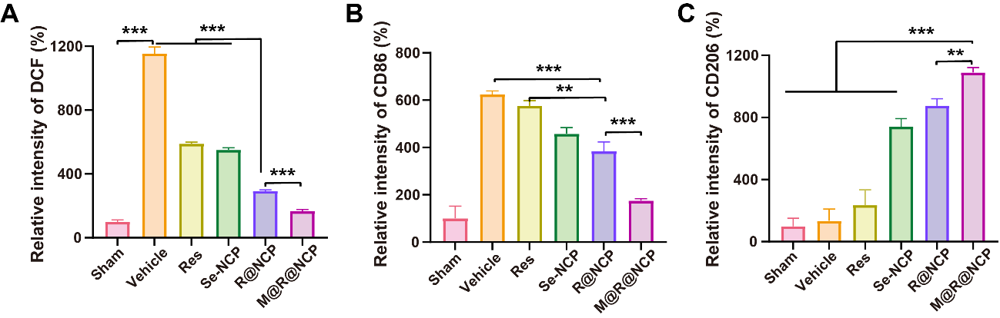 A
Relative intensity of DCF (%)
1200
800
400
0
***
***
***
Sham
Vehicle
Res
Se-NCP
R@NCP
M@R@NCP
B
Relative intensity of CD86 (%)
800
600
400
200
0
***
**
***
Sham
Vehicle
Res
Se-NCP
R@NCP
M@R@NCP
C
Relative intensity of CD206 (%)
1200
800
400
0
***
**
Sham
Vehicle
Res
Se-NCP
R@NCP
M@R@NCP